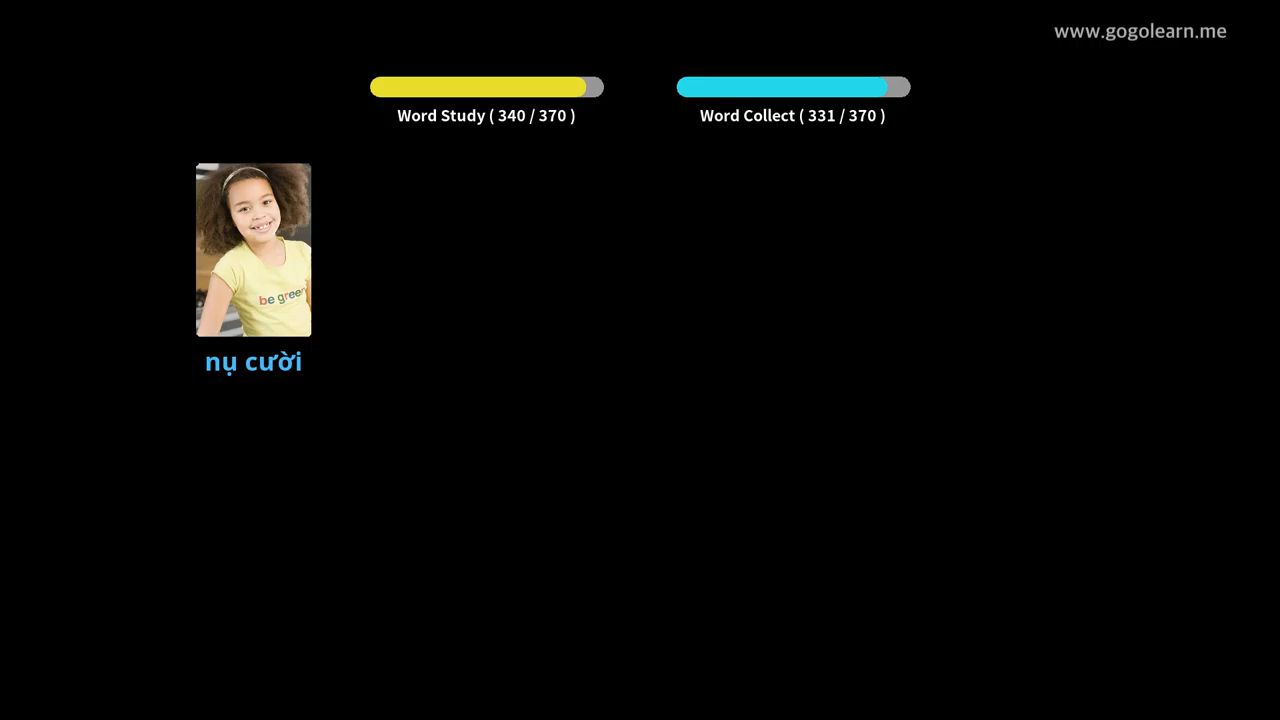 www.gogolearn.me
Word Study ( 340 / 370 )
Word Collect ( 331 / 370 )
be green
nụ cười